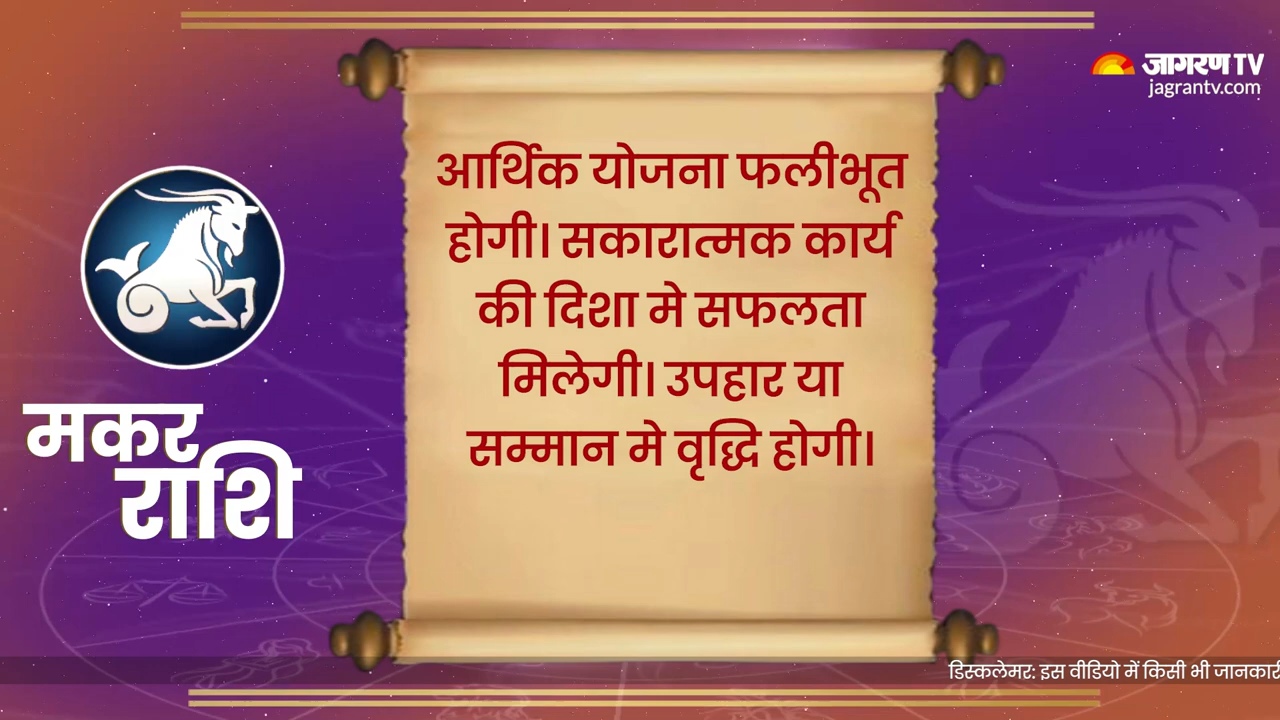 जागरण TV
jagrantv.com
आर्थिक योजना फलीभूत
होगी। सकारात्मक कार्य
की दिशा मे सफलता
मिलेगी। उपहार या
सम्मान मे वृद्धि होगी।
मकर
राशि
डिस्कलेमर: इस वीडियो में किसी भी जानकारी